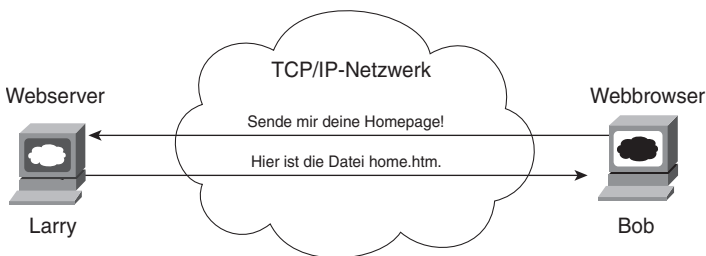 TCP/IP-Netzwerk
Webserver
Webbrowser
Sende mir deine Homepage!
Hier ist die Datei home.htm.
Larry
Bob